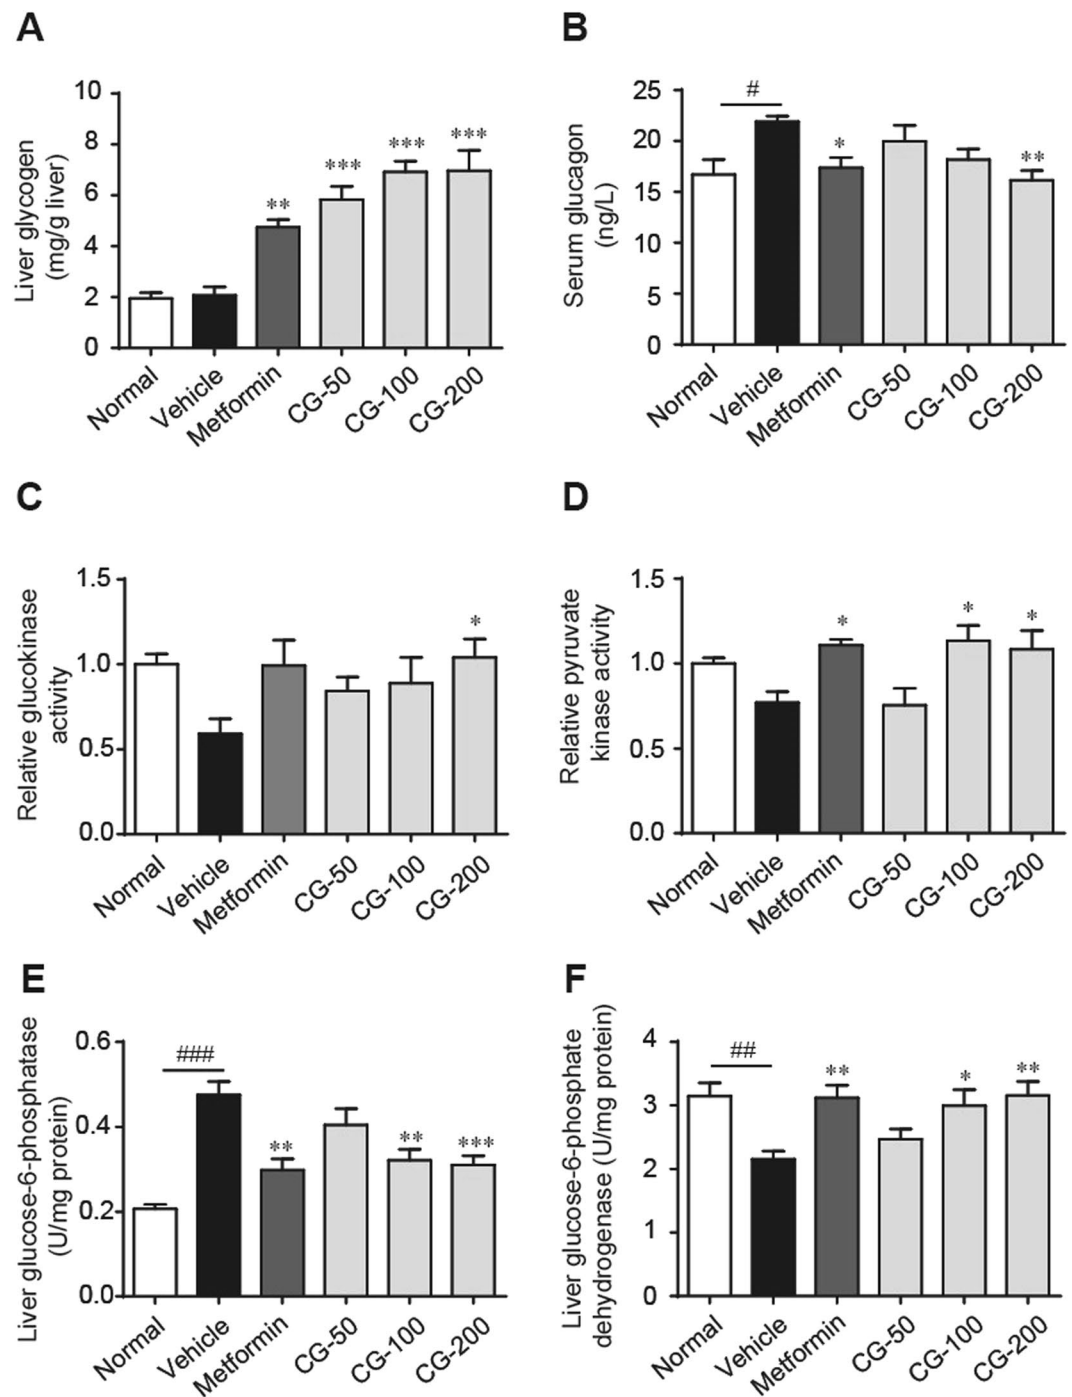 A
Liver glycogen
(mg/g liver)
10
8
6
4
2
0
**
***
***
***
Normal
Vehicle
Metformin
CG-50
CG-100
CG-200
B
Serum glucagon
(ng/L)
25
20
15
10
5
0
#
*
**
Normal
Vehicle
Metformin
CG-50
CG-100
CG-200
C
Relative glucokinase
activity
1.5
1.0
0.5
0.0
*
Normal
Vehicle
Metformin
CG-50
CG-100
CG-200
D
Relative pyruvate
kinase activity
1.5
1.0
0.5
0.0
*
*
*
Normal
Vehicle
Metformin
CG-50
CG-100
CG-200
E
Liver glucose-6-phosphatase
(U/mg protein)
0.6
0.4
0.2
0.0
###
**
**
***
Normal
Vehicle
Metformin
CG-50
CG-100
CG-200
F
Liver glucose-6-phosphate
dehydrogenase (U/mg protein)
4
3
2
1
0
##
**
*
**
Normal
Vehicle
Metformin
CG-50
CG-100
CG-200